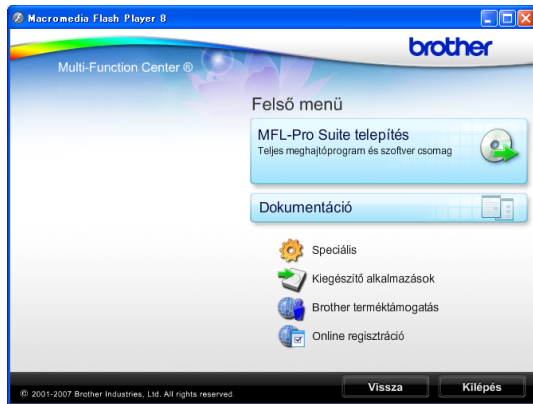 Macromedia Flash Player 8
brother
Multi-Function Center ®
Felső menü
MFL-Pro Suite telepítés
Teljes meghajtóprogram és szoftver csomag
Dokumentáció
Speciális
Kiegészítő alkalmazások
Brother terméktámogatás
Online regisztráció
© 2001-2007 Brother Industries, Ltd. All rights reserved.
Vissza
Kilépés